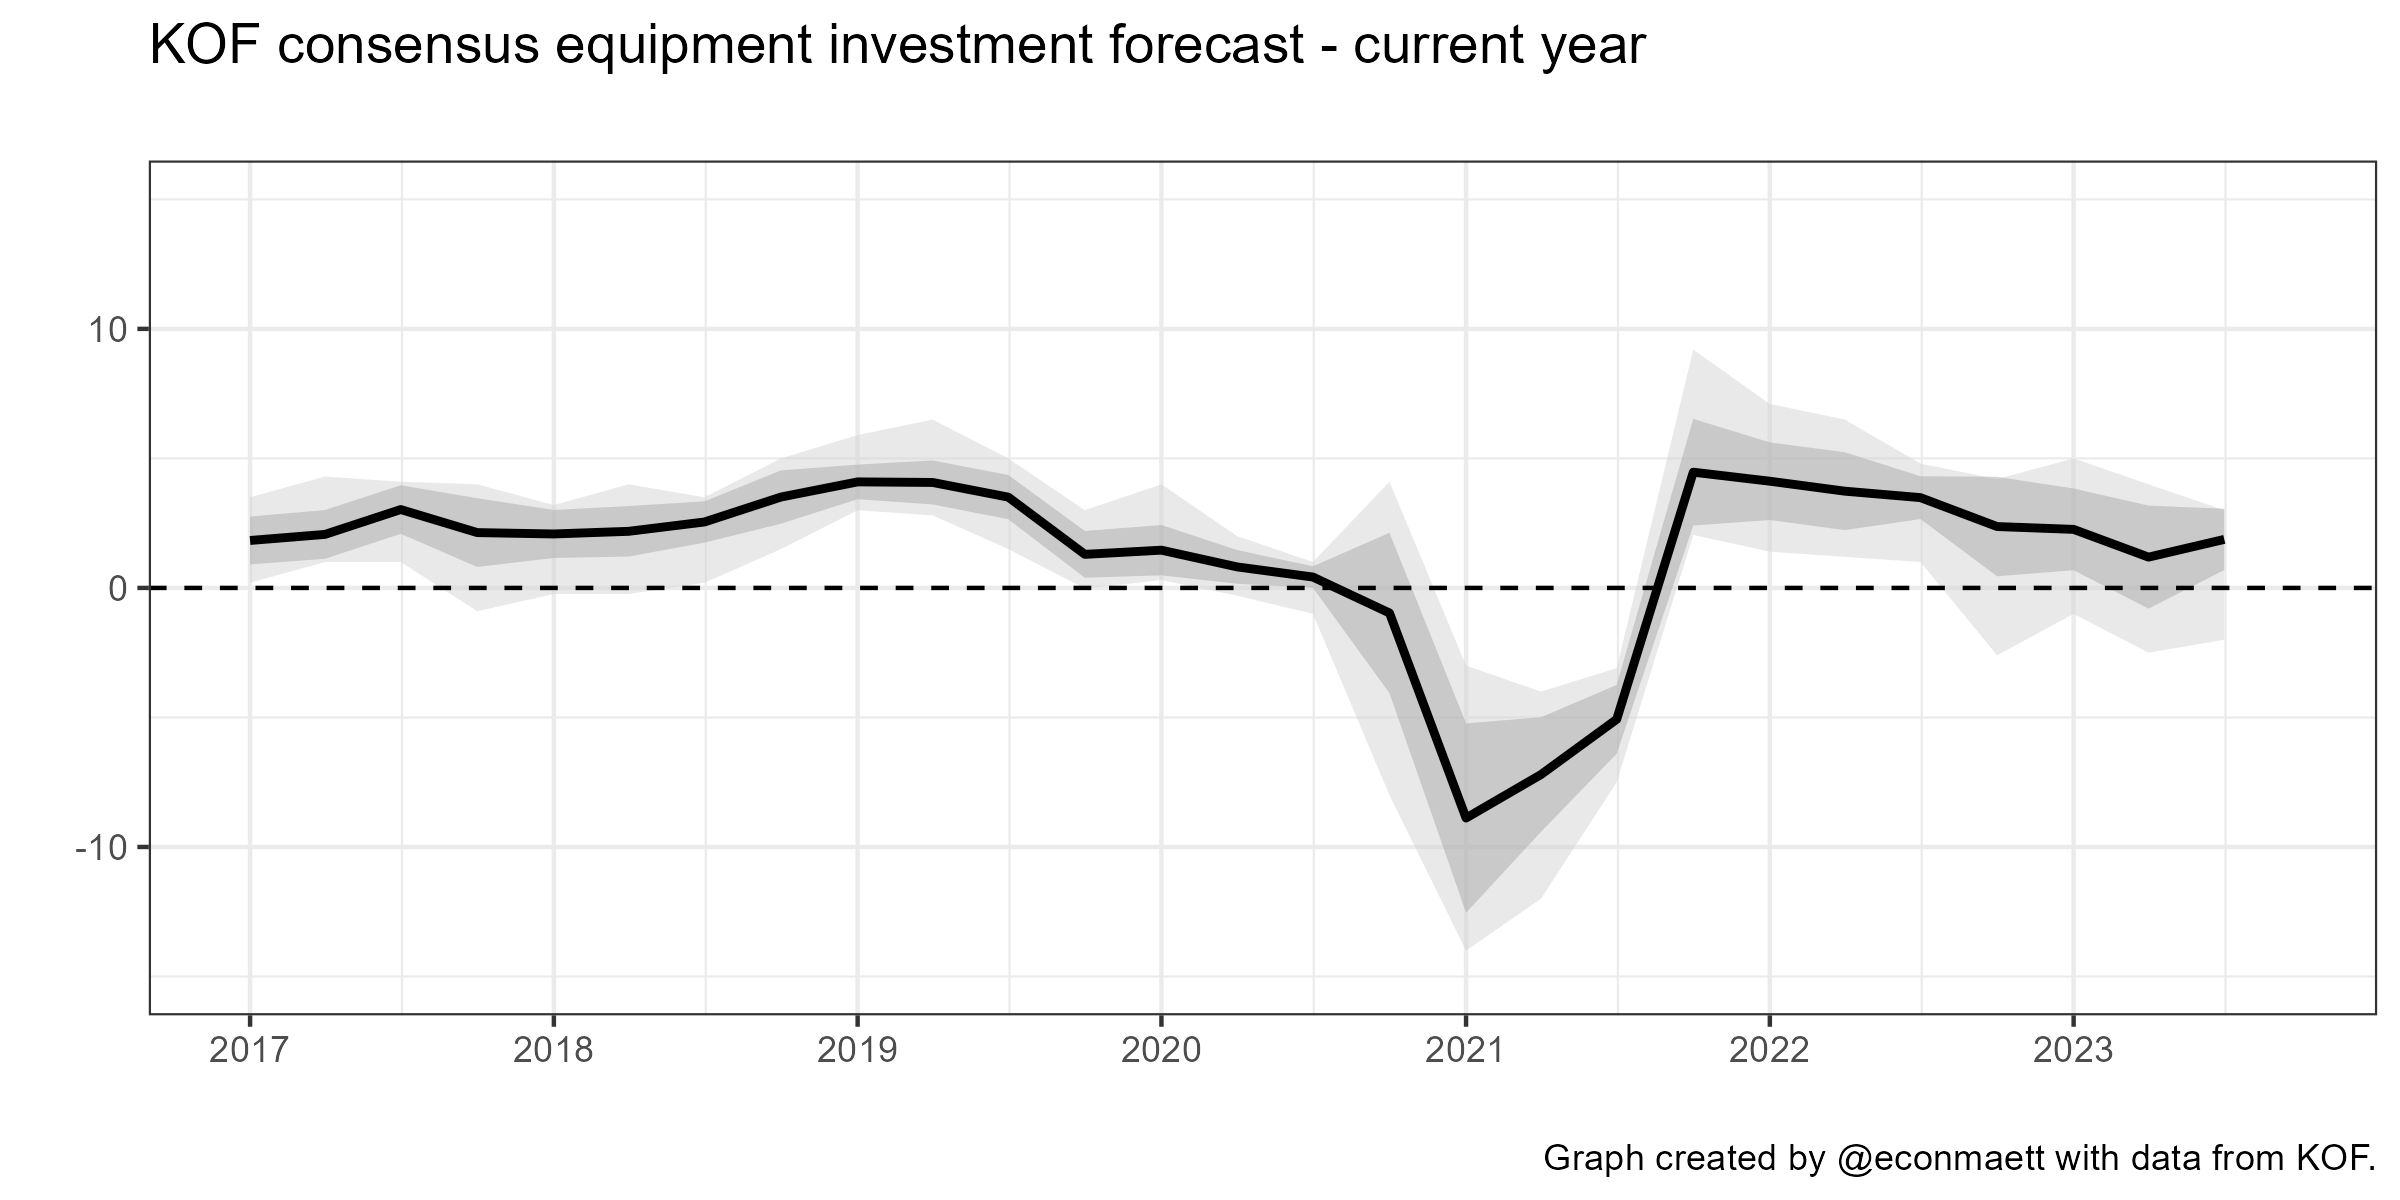 KOF consensus equipment investment forecast - current year
10
0
-10
2017 2018 2019 2020 2021 2022 2023
Graph created by @econmaett with data from KOF.